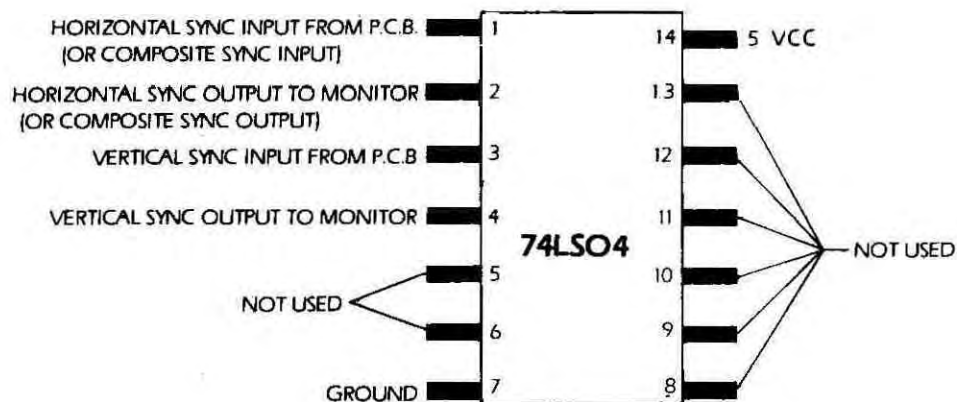 HORIZONTAL SYNC INPUT FROM P.C.B.
(OR COMPOSITE SYNC INPUT)
HORIZONTAL SYNC OUTPUT TO MONITOR
(OR COMPOSITE SYNC OUTPUT)
VERTICAL SYNC INPUT FROM P.C.B
VERTICAL SYNC OUTPUT TO MONITOR
NOT USED
GROUND
1
2
3
4
5
6
7
74LSO4
14
13
12
11
10
9
8
5 VCC
NOT USED